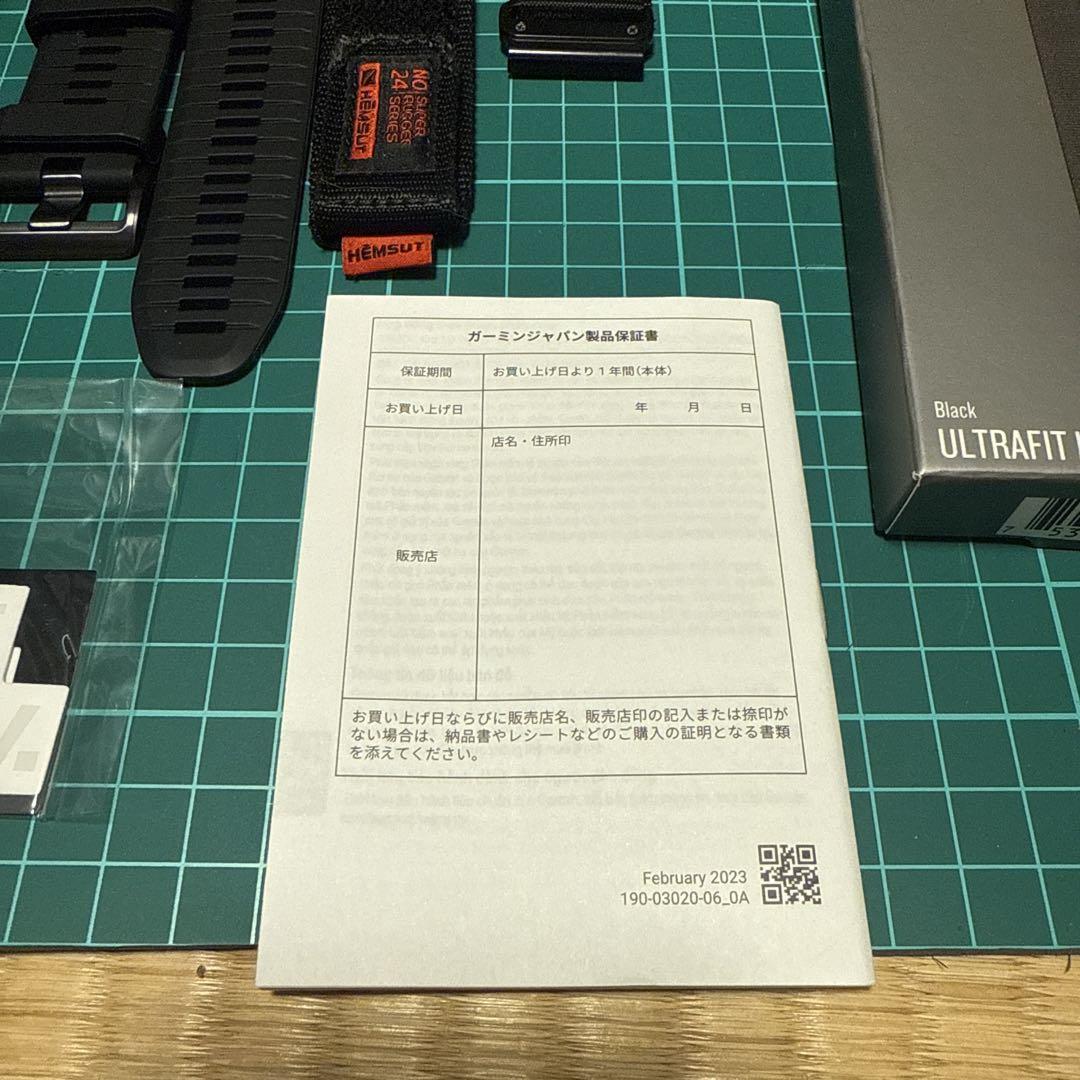 NO
24
SUPER
RUGGED
SERIES
HĒMSUT
HĒMSUT
ガーミンジャパン製品保証書
保証期間
お買い上げ日より1年間(本体)
お買い上げ日
年 月 日
販売店
店名・住所印
お買い上げ日ならびに販売店名、販売店印の記入または捺印が
ない場合は、納品書やレシートなどのご購入の証明となる書類
を添えてください。
February 2023
190-03020-06_0A
Black
ULTRAFIT
7 53